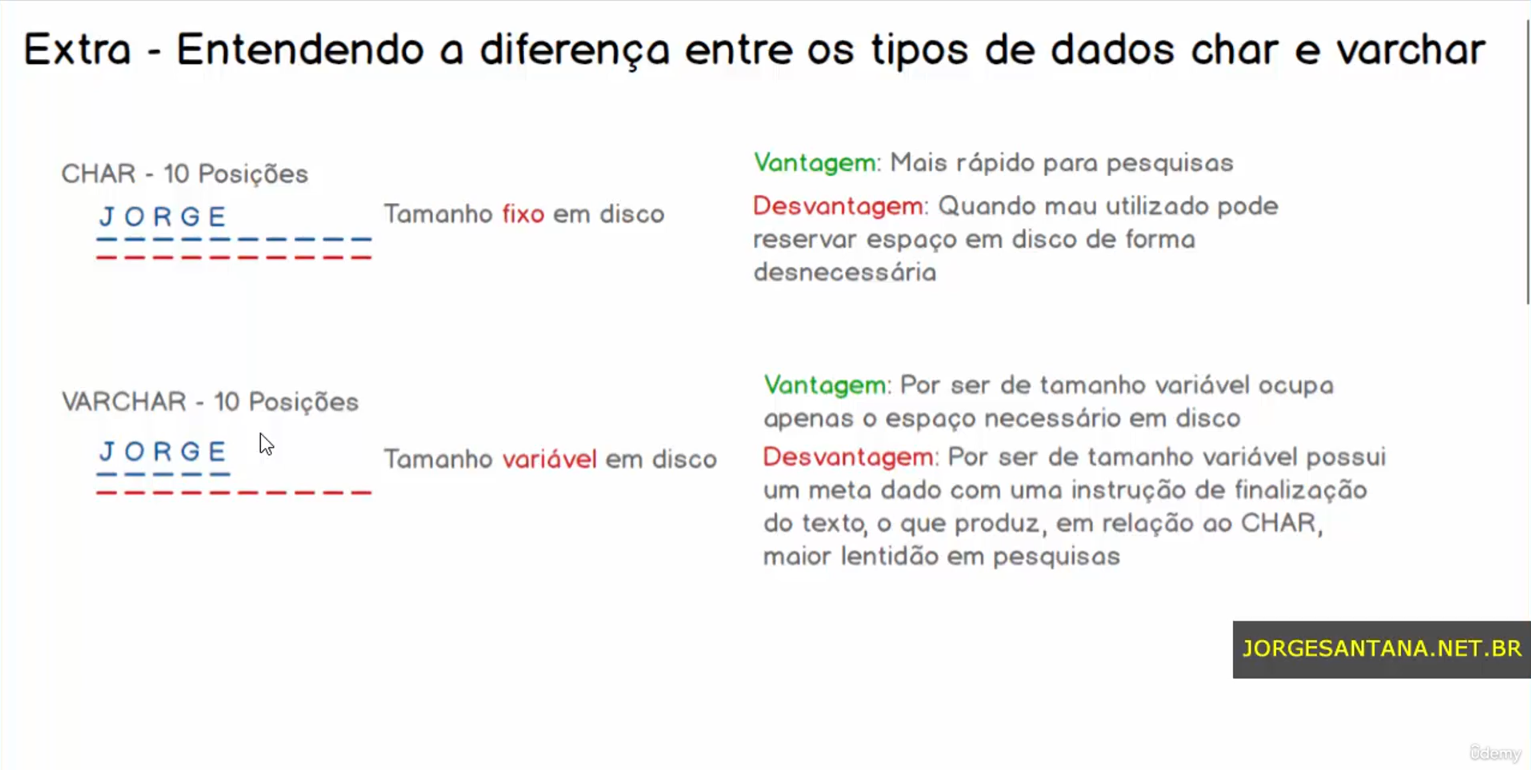 Extra - Entendendo a diferença entre os tipos de dados char e varchar
CHAR - 10 Posições
J O R G E
Tamanho fixo em disco
Vantagem: Mais rápido para pesquisas
Desvantagem: Quando mau utilizado pode
reservar espaço em disco de forma
desnecessária
VARCHAR - 10 Posições
J O R G E
Tamanho variável em disco
Vantagem: Por ser de tamanho variável ocupa
apenas o espaço necessário em disco
Desvantagem: Por ser de tamanho variável possui
um meta dado com uma instrução de finalização
do texto, o que produz, em relação ao CHAR,
maior lentidão em pesquisas
JORGESANTANA.NET.BR
ûdemy